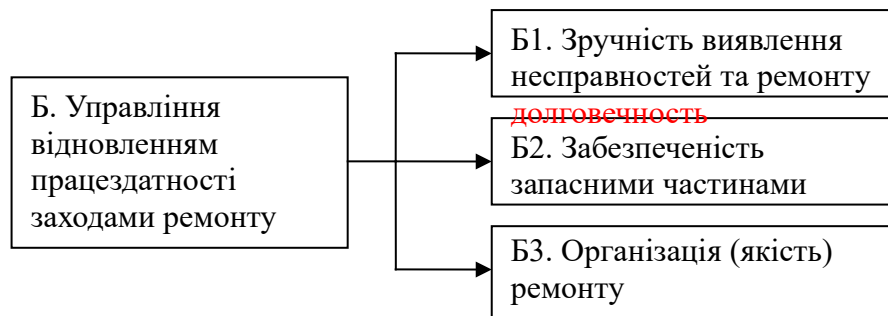 Б. Управління
відновленням
працездатності
заходами ремонту
Б1. Зручність виявлення
несправностей та ремонту
долговечность
Б2. Забезпеченість
запасними частинами
Б3. Організація (якість)
ремонту